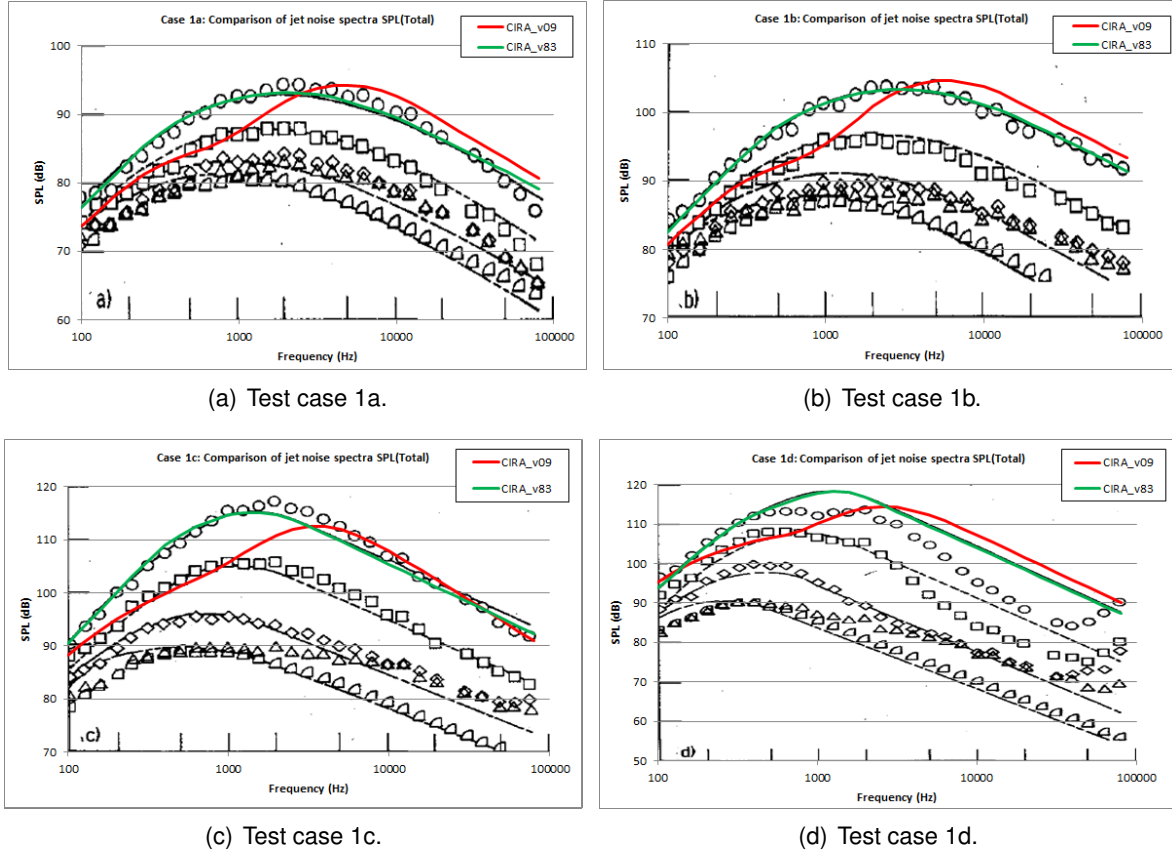 Case 1a: Comparison of jet noise spectra SPL(Total)
CIRA_v09
CIRA_v83
100
90
80
70
60
SPL (dB)
a)
100
1000
10000
100000
Frequency (Hz)
(a) Test case 1a.
Case 1b: Comparison of jet noise spectra SPL(Total)
CIRA_v09
CIRA_v83
110
100
90
80
70
SPL (dB)
b)
100
1000
10000
100000
Frequency (Hz)
(b) Test case 1b.
Case 1c: Comparison of jet noise spectra SPL(Total)
CIRA_v09
CIRA_v83
120
110
100
90
80
70
SPL (dB)
c)
100
1000
10000
100000
Frequency (Hz)
(c) Test case 1c.
Case 1d: Comparison of jet noise spectra SPL(Total)
CIRA_v09
CIRA_v83
120
110
100
90
80
70
60
50
SPL (dB)
d)
100
1000
10000
100000
Frequency (Hz)
(d) Test case 1d.